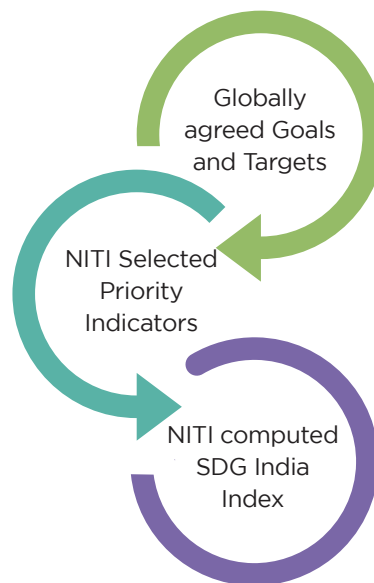 Globally
agreed Goals
and Targets
NITI Selected
Priority
Indicators
NITI computed
SDG India
Index